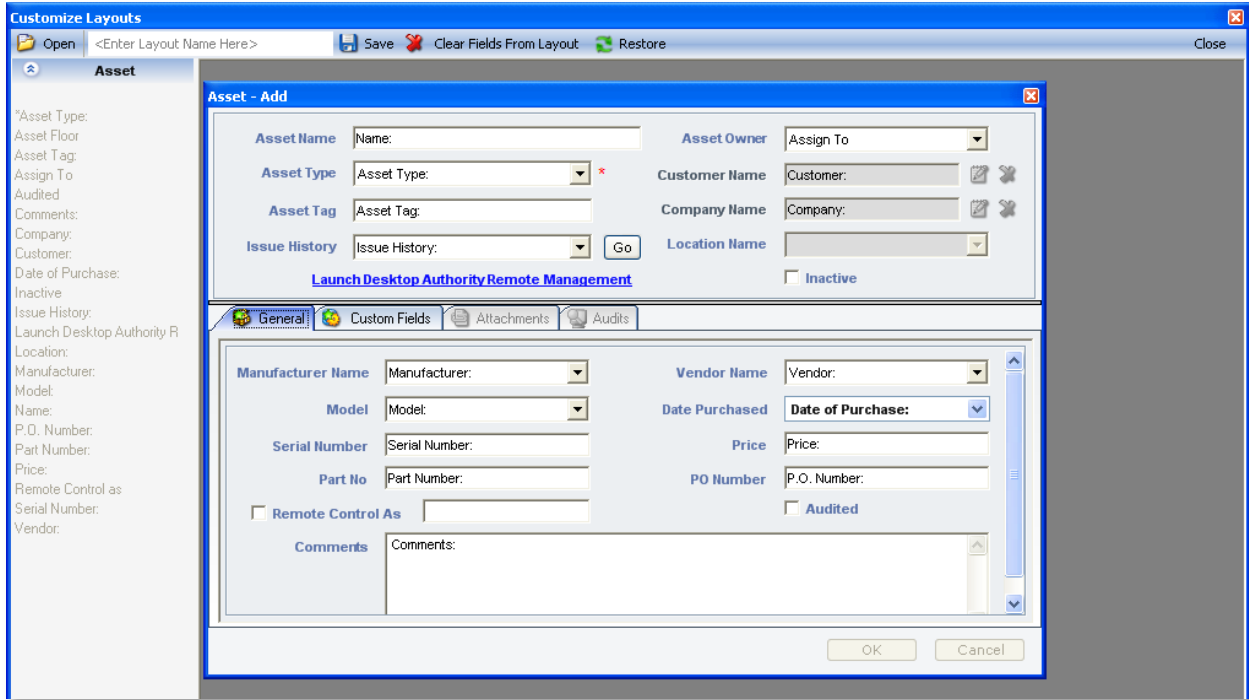 Customize Layouts
Open <Enter Layout Name Here> Save Clear Fields From Layout Restore Close
Asset
*Asset Type:
Asset Floor
Asset Tag:
Assign To
Audited
Comments:
Company:
Customer:
Date of Purchase:
Inactive
Issue History:
Launch Desktop Authority R
Location:
Manufacturer:
Model:
Name:
P.O. Number:
Part Number:
Price:
Remote Control as
Serial Number:
Vendor:
Asset - Add
Asset Name Name: Asset Owner Assign To
Asset Type Asset Type: * Customer Name Customer:
Asset Tag Asset Tag: Company Name Company:
Issue History Issue History: Go Location Name
Launch Desktop Authority Remote Management Inactive
General Custom Fields Attachments Audits
Manufacturer Name Manufacturer: Vendor Name Vendor:
Model Model: Date Purchased Date of Purchase:
Serial Number Serial Number: Price Price:
Part No Part Number: PO Number P.O. Number:
Remote Control As Audited
Comments Comments:
OK Cancel